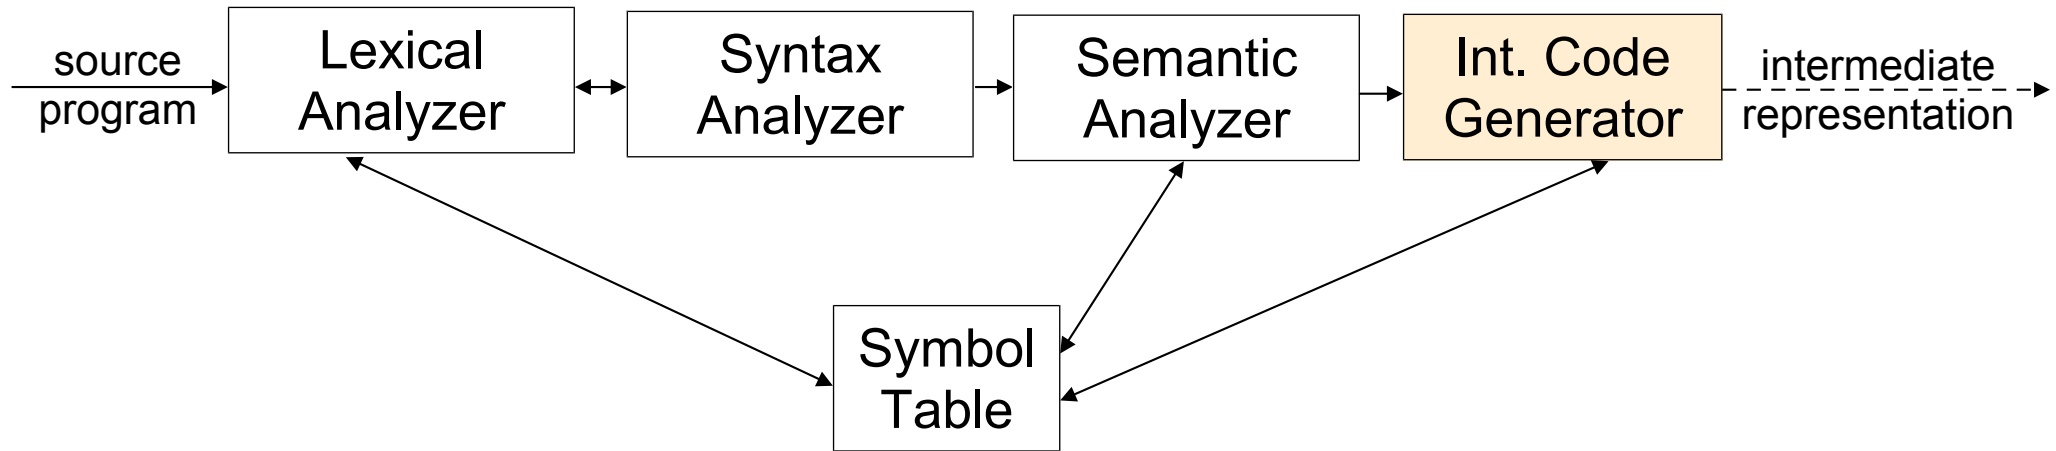 source
program
Lexical
Analyzer
Syntax
Analyzer
Semantic
Analyzer
Int. Code
Generator
intermediate
representation
Symbol
Table